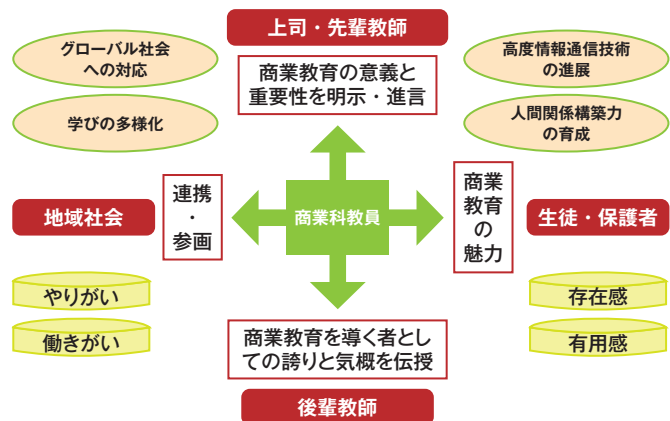 上司・先輩教師
グローバル社会
への対応
高度情報通信技術
の進展
商業教育の意義と
重要性を明示・進言
学びの多様化
人間関係構築力
の育成
地域社会
連携
・
参画
商業科教員
商業
教育
の
魅力
生徒・保護者
やりがい
存在感
働きがい
有用感
商業教育を導く者とし
ての誇りと気概を伝授
後輩教師